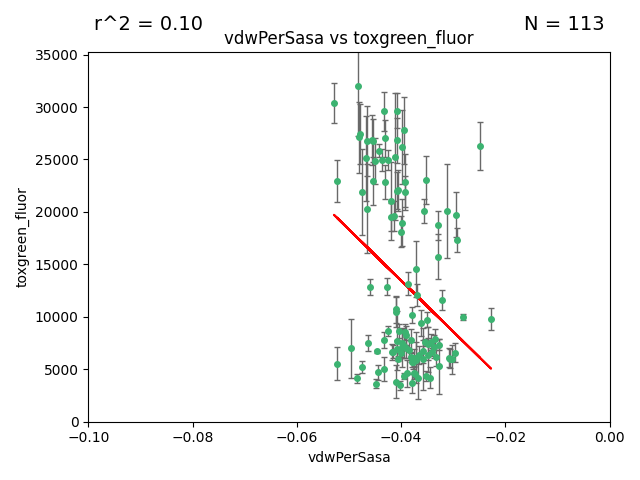 r^2 = 0.10 N = 113
vdwPerSasa vs toxgreen_fluor
35000
30000
25000
20000
15000
10000
5000
0
toxgreen_fluor
−0.10 −0.08 −0.06 −0.04 −0.02 0.00
vdwPerSasa